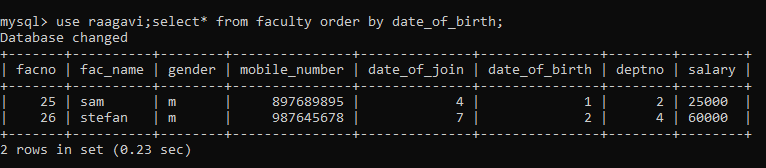 mysql> use raagavi;select* from faculty order by date_of_birth;
Database changed
+-------+----------+--------+---------------+--------------+---------------+--------+--------+
| facno | fac_name | gender | mobile_number | date_of_join | date_of_birth | deptno | salary |
+-------+----------+--------+---------------+--------------+---------------+--------+--------+
|    25 | sam      | m      |     897689895 |            4 |             1 |      2 | 25000  |
|    26 | stefan   | m      |     987645678 |            7 |             2 |      4 | 60000  |
+-------+----------+--------+---------------+--------------+---------------+--------+--------+
2 rows in set (0.23 sec)